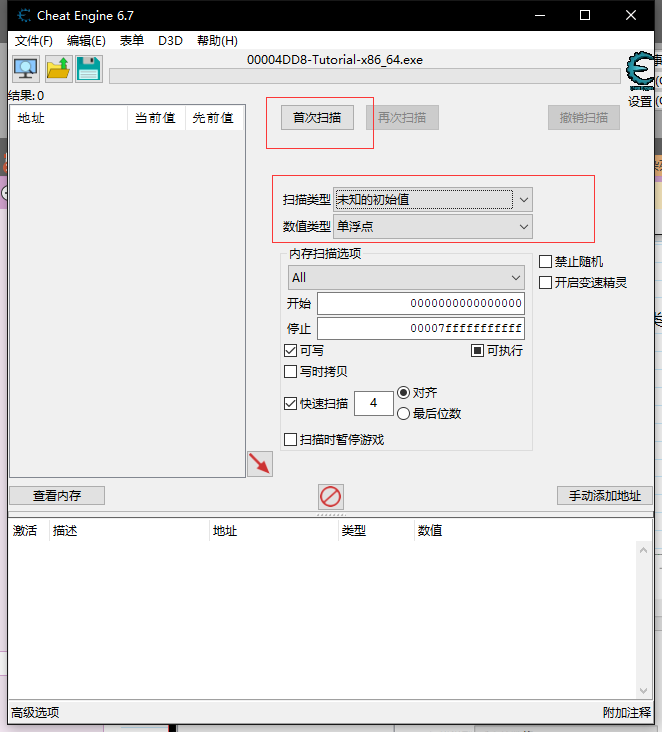 Cheat Engine 6.7
文件(F) 编辑(E) 表单 D3D 帮助(H)
00004DD8-Tutorial-x86_64.exe
设置
结果:0
地址 当前值 先前值
首次扫描 再次扫描 撤销扫描
扫描类型 未知的初始值
数值类型 单浮点
内存扫描选项
All
禁止随机
开启变速精灵
开始 0000000000000000
停止 00007fffffffffff
可写 可执行
写时拷贝
快速扫描 4 对齐
最后位数
扫描时暂停游戏
查看内存 手动添加地址
激活 描述 地址 类型 数值
高级选项 附加注释